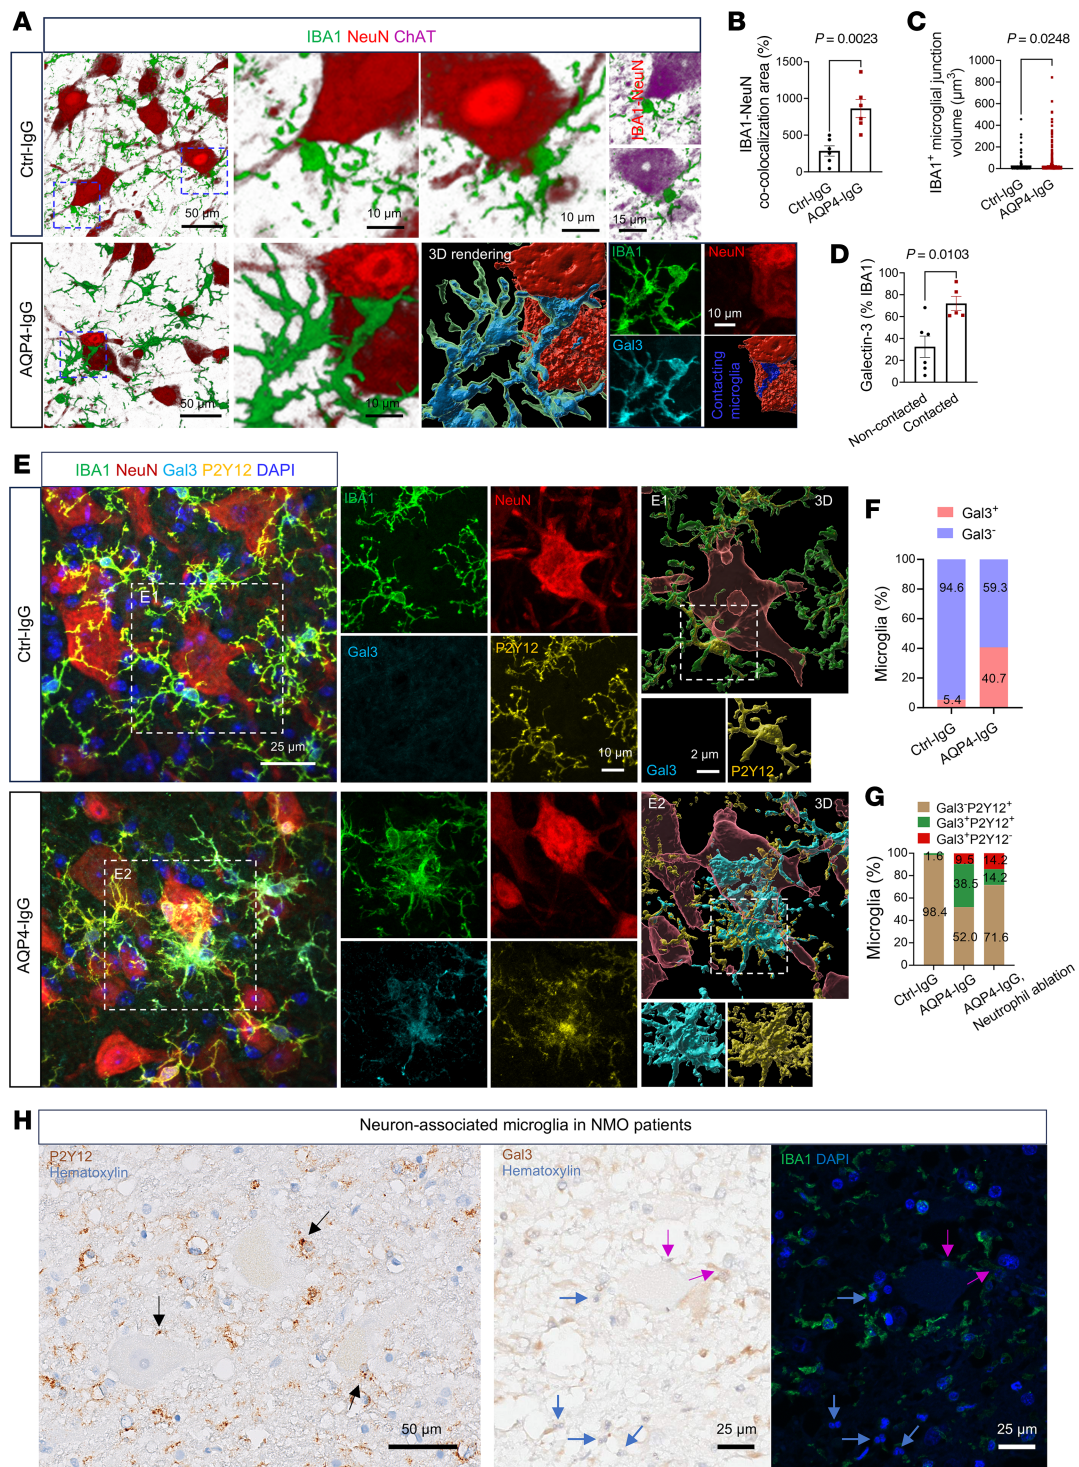 A
IBA1 NeuN ChAT
Ctrl-IgG
50 µm
10 µm
10 µm
IBA1-NeuN
15 µm
AQP4-IgG
50 µm
10 µm
3D rendering
IBA1
NeuN
10 µm
Gal3
Contacting
microglia
B
P = 0.0023
IBA1-NeuN
co-colocalization area (%)
1500
1000
500
0
Ctrl-IgG
AQP4-IgG
C
P = 0.0248
IBA1+ microglial junction
volume (µm³)
1000
800
600
400
200
0
Ctrl-IgG
AQP4-IgG
D
P = 0.0103
Galectin-3 (% IBA1)
100
80
60
40
20
0
Non-contacted
Contacted
E
IBA1 NeuN Gal3 P2Y12 DAPI
Ctrl-IgG
E1
25 µm
IBA1
NeuN
Gal3
P2Y12
10 µm
E1
3D
Gal3
2 µm
P2Y12
AQP4-IgG
E2
E2
3D
F
Gal3+
Gal3-
Microglia (%)
100
80
60
40
20
0
94.6
5.4
59.3
40.7
Ctrl-IgG
AQP4-IgG
G
Gal3-P2Y12+
Gal3+P2Y12+
Gal3+P2Y12-
Microglia (%)
100
80
60
40
20
0
1.6
98.4
9.5
38.5
52.0
14.2
14.2
71.6
Ctrl-IgG
AQP4-IgG
AQP4-IgG,
Neutrophil ablation
H
Neuron-associated microglia in NMO patients
P2Y12
Hematoxylin
50 µm
Gal3
Hematoxylin
25 µm
IBA1 DAPI
25 µm